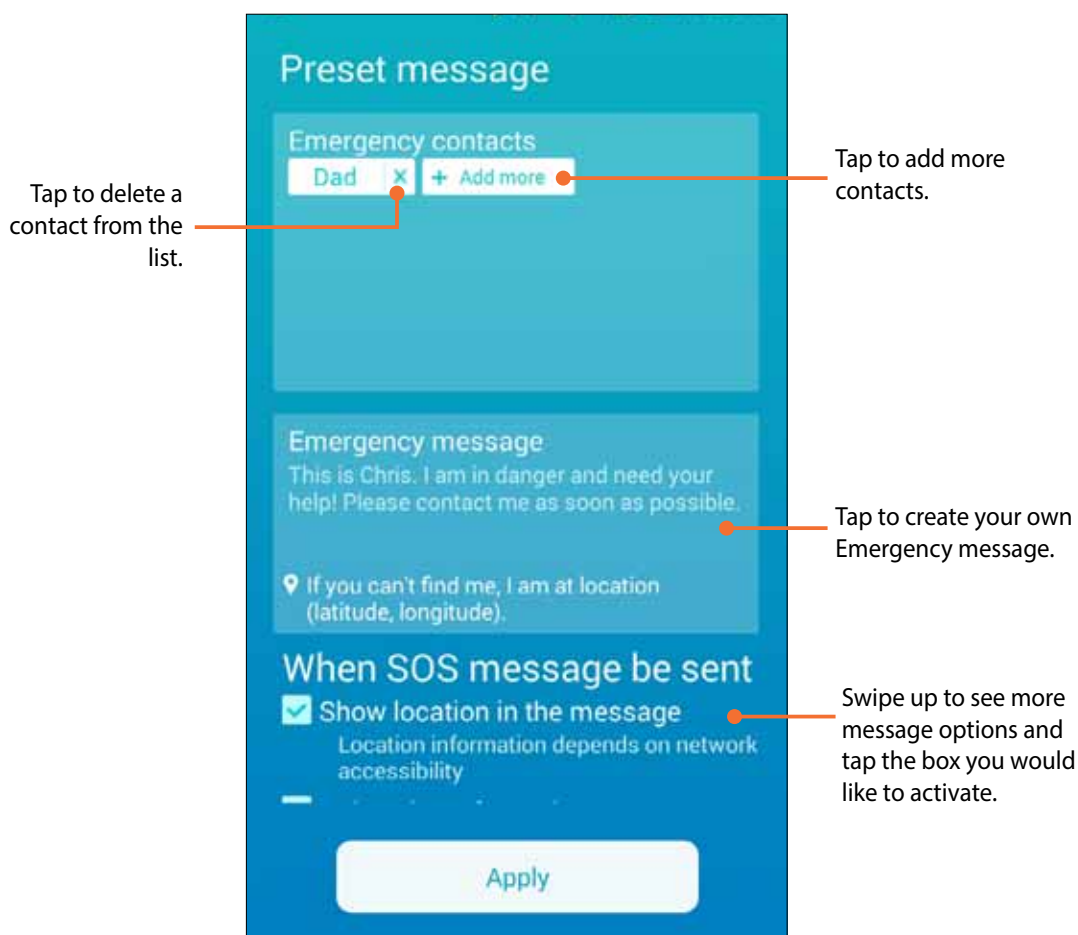 Preset message
Emergency contacts
Dad × + Add more
Tap to add more
contacts.
Tap to delete a
contact from the
list.
Emergency message
This is Chris. I am in danger and need your
help! Please contact me as soon as possible.
Tap to create your own
Emergency message.
If you can't find me, I am at location
(latitude, longitude).
When SOS message be sent
Show location in the message
Location information depends on network
accessibility
Swipe up to see more
message options and
tap the box you would
like to activate.
Apply